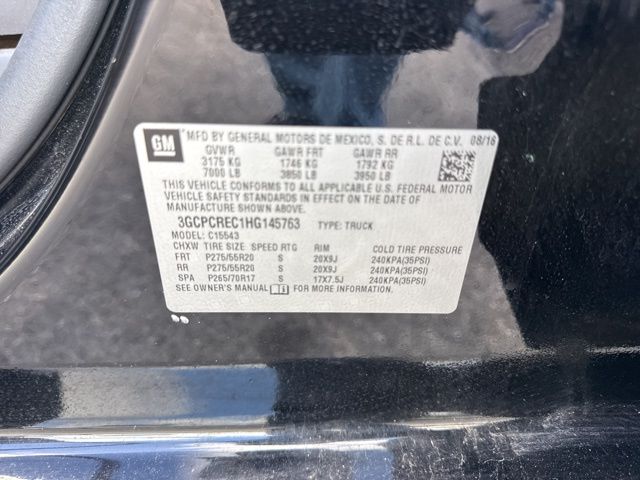 GM
MFD BY GENERAL MOTORS DE MEXICO, S. DE R.L. DE C.V. 08/16
GVWR GAWR FRT GAWR RR
3175 KG 1746 KG 1792 KG
7000 LB 3850 LB 3950 LB
THIS VEHICLE CONFORMS TO ALL APPLICABLE U.S. FEDERAL MOTOR
VEHICLE SAFETY STANDARDS IN EFFECT ON THE DATE OF
MANUFACTURE SHOWN ABOVE.
3GCPCREC1HG145763 TYPE: TRUCK
MODEL: C15543
CHXW TIRE SIZE SPEED RTG RIM COLD TIRE PRESSURE
FRT P275/55R20 S 20X9J 240KPA(35PSI)
RR P275/55R20 S 20X9J 240KPA(35PSI)
SPA P265/70R17 S 17X7.5J 240KPA(35PSI)
SEE OWNER'S MANUAL FOR MORE INFORMATION.